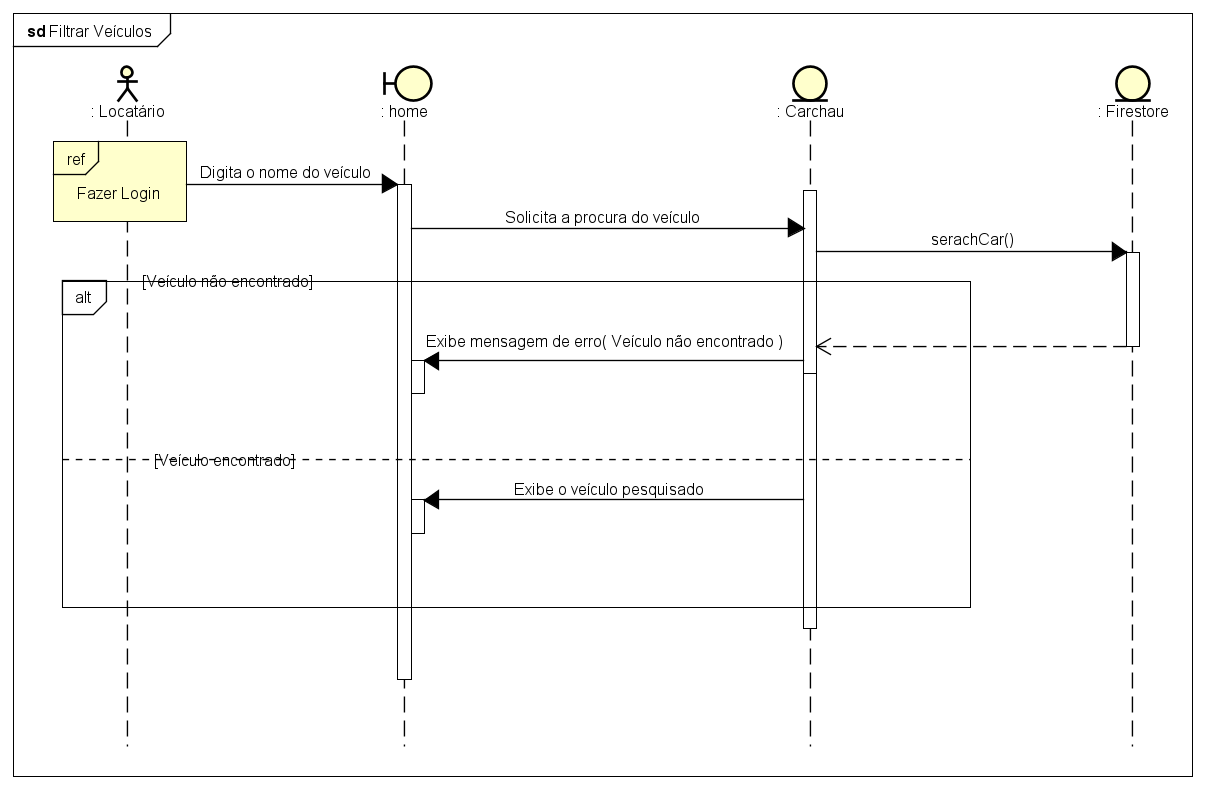 sd Filtrar Veículos
: Locatário
: home
: Carchau
: Firestore
ref
Fazer Login
Digita o nome do veículo
Solicita a procura do veículo
serachCar()
[Veículo não encontrado]
alt
Exibe mensagem de erro( Veículo não encontrado )
[Veículo encontrado]
Exibe o veículo pesquisado